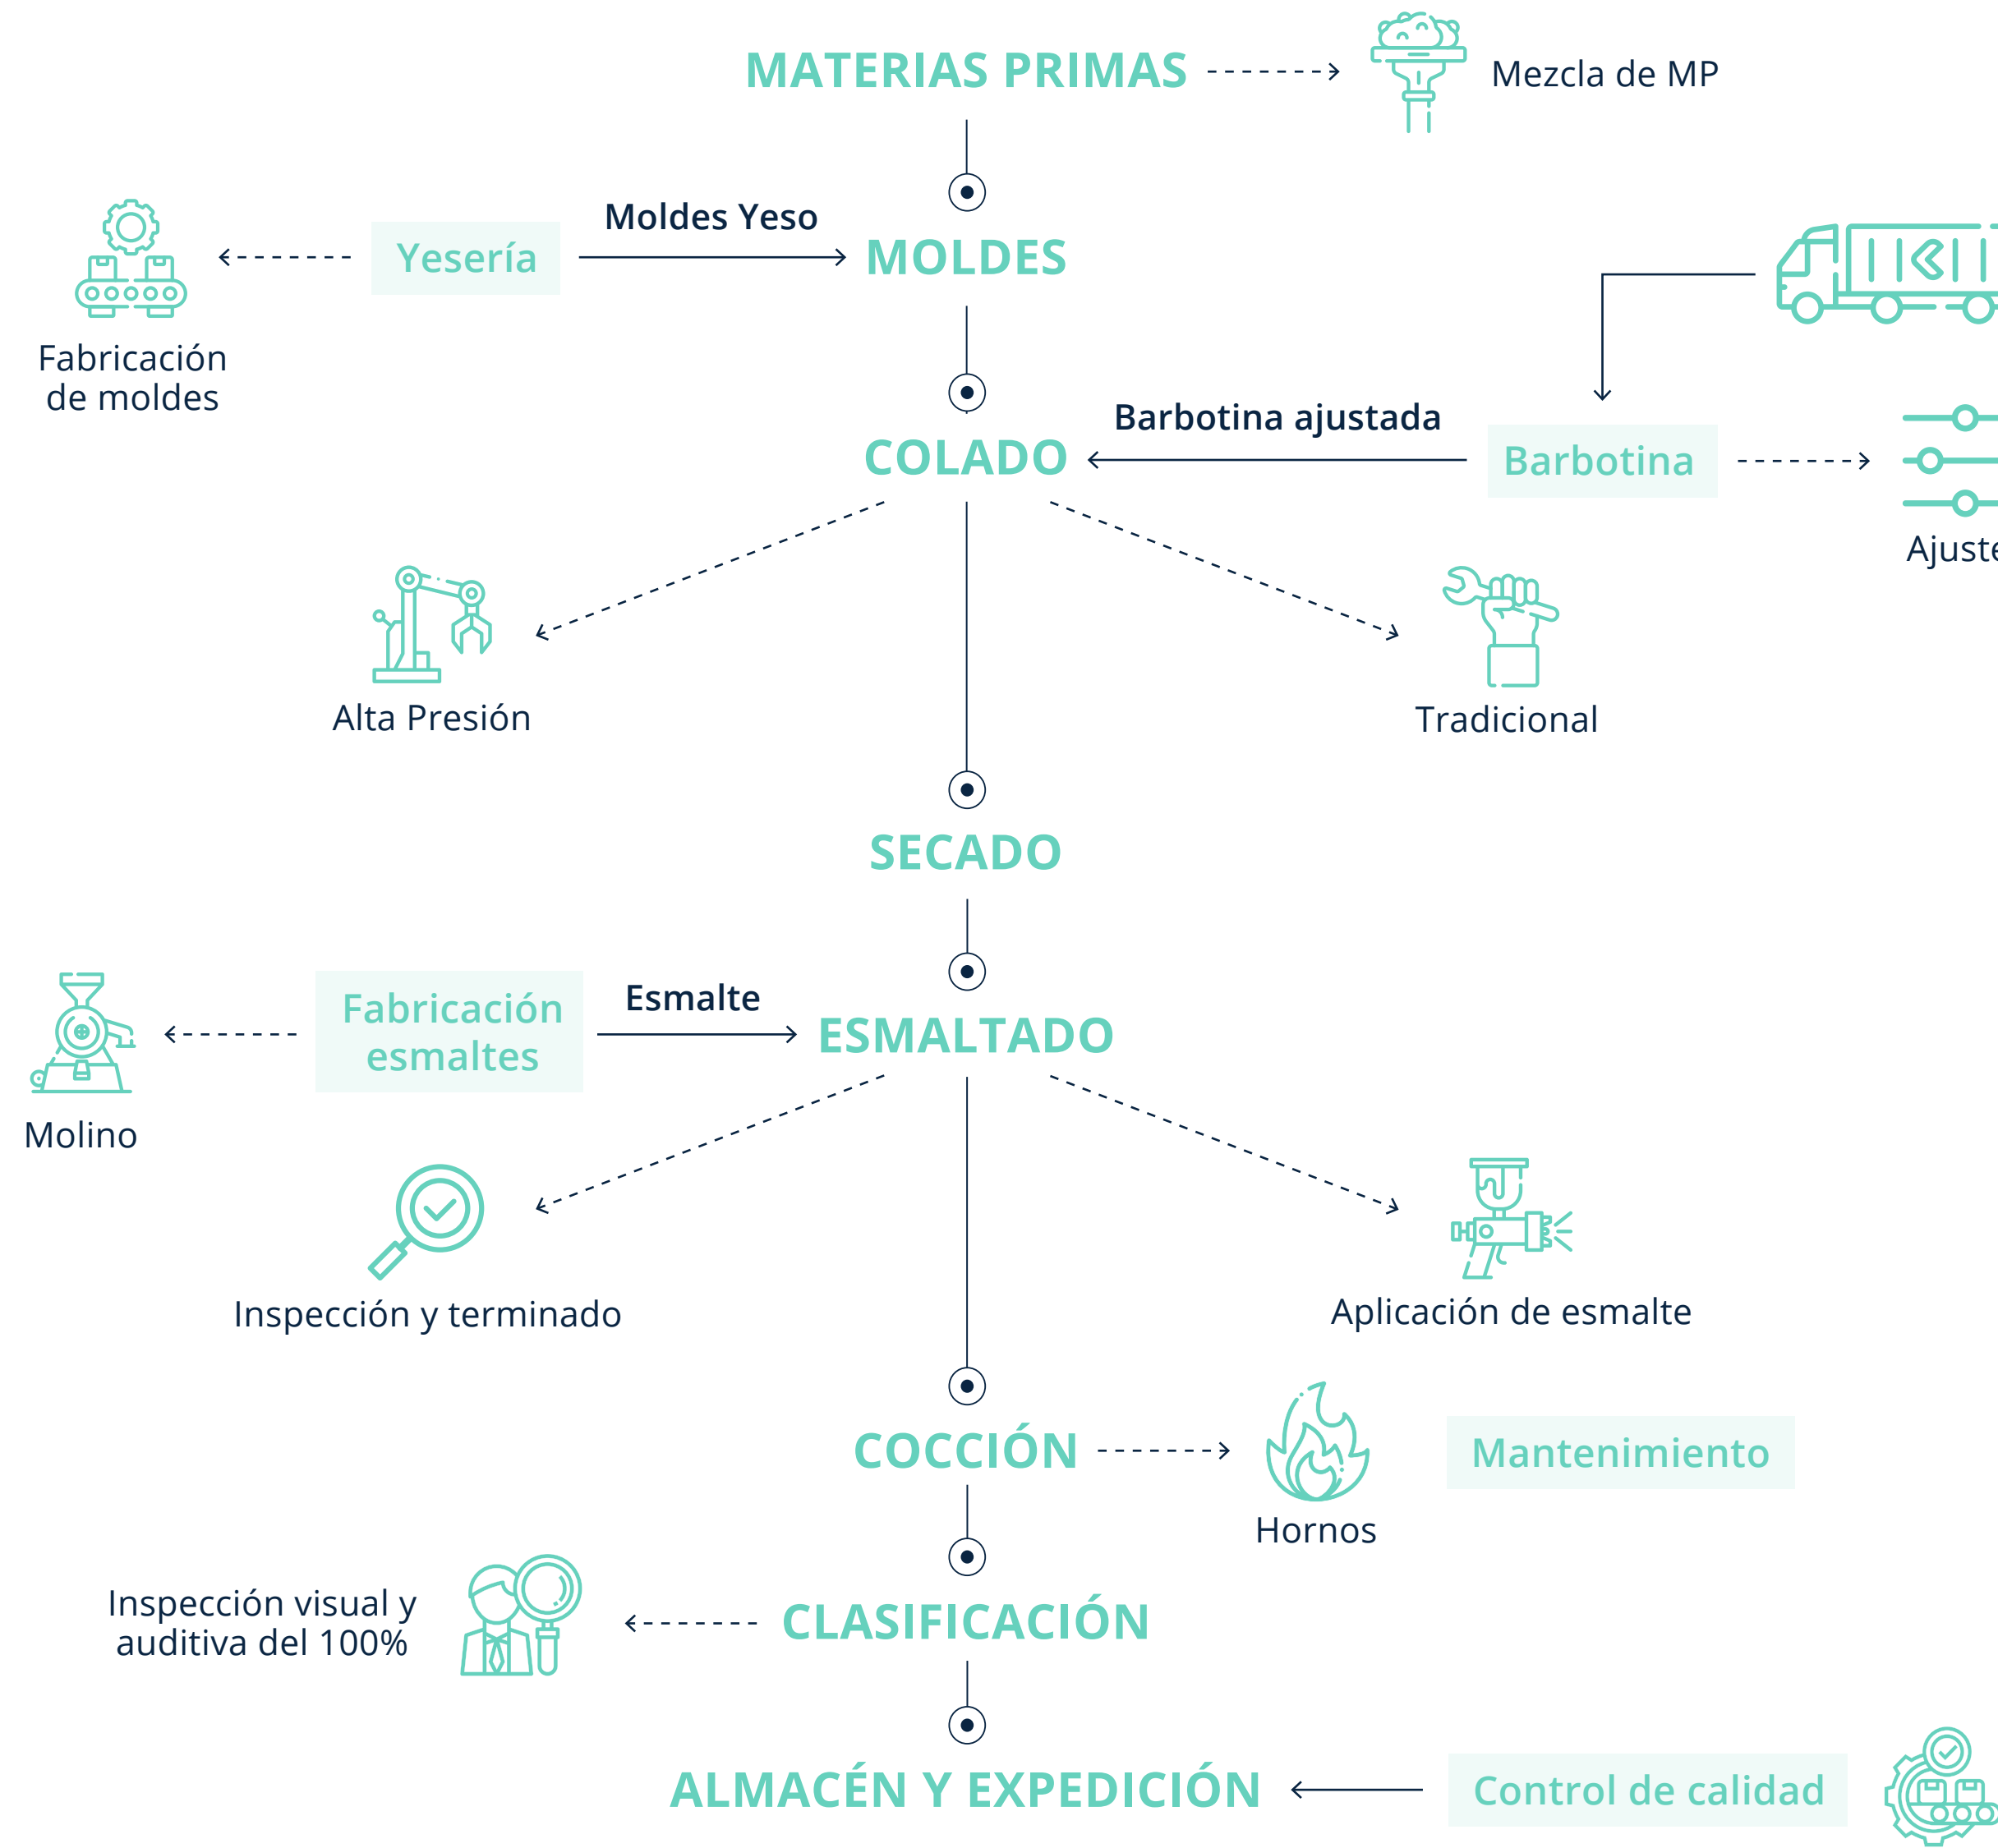 MATERIAS PRIMAS
Mezcla de MP
Moldes Yeso
Yesería
MOLDES
Fabricación
de moldes
Barbotina ajustada
COLADO
Barbotina
Ajuste
Alta Presión
Tradicional
SECADO
Esmalte
Fabricación
esmaltes
ESMALTADO
Molino
Inspección y terminado
Aplicación de esmalte
COCCIÓN
Mantenimiento
Hornos
Inspección visual y
auditiva del 100%
CLASIFICACIÓN
ALMACÉN Y EXPEDICIÓN
Control de calidad